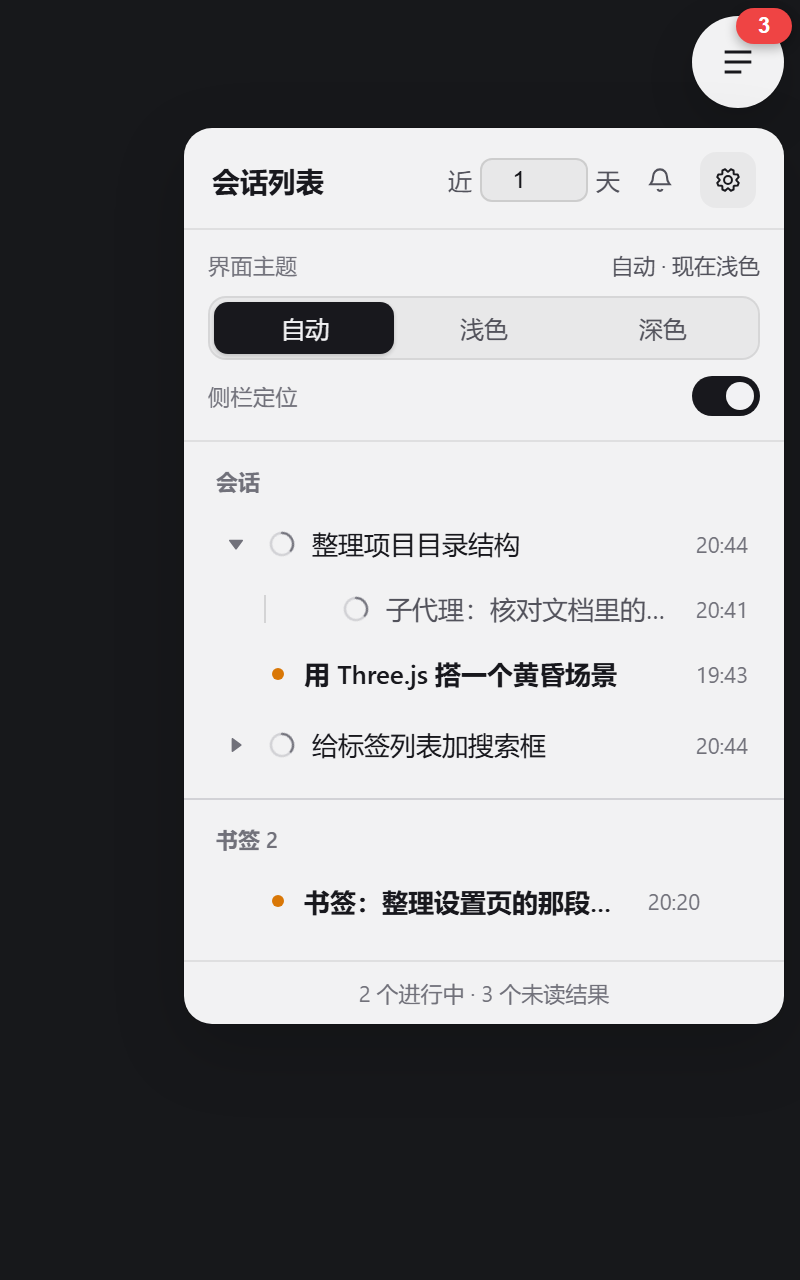 3
会话列表 近 1 天
界面主题 自动 · 现在浅色
自动 浅色 深色
侧栏定位
会话
整理项目目录结构 20:44
子代理：核对文档里的... 20:41
用 Three.js 搭一个黄昏场景 19:43
给标签列表加搜索框 20:44
书签 2
书签：整理设置页的那段... 20:20
2 个进行中 · 3 个未读结果